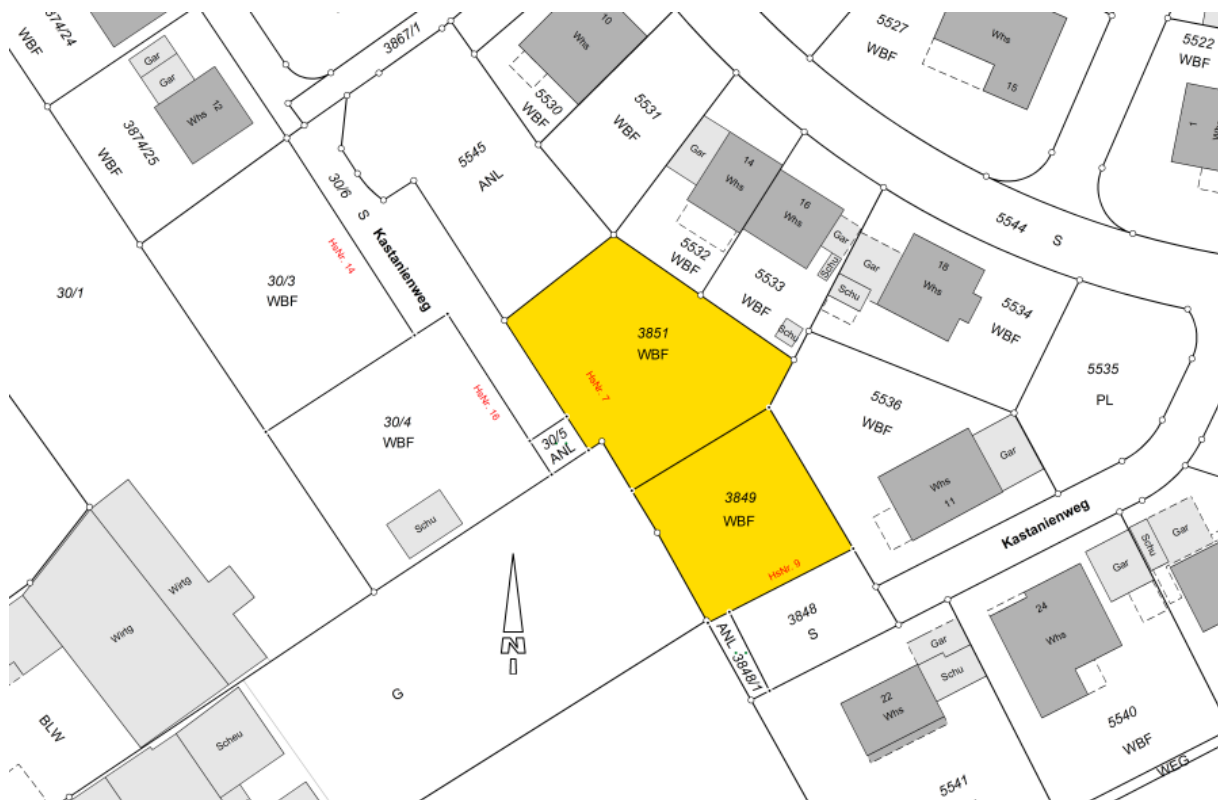 3874/24
WBF
Gar
Gar
Whs
12
3874/25
WBF
3867/1
10
Whs
5530
WBF
5531
WBF
5527
WBF
Whs
15
5522
WBF
1
5545
ANL
30/6
S
Kastanienweg
HsNr. 14
30/1
30/3
WBF
Gar
14
Whs
16
Whs
Gar
Schu
5532
WBF
5533
WBF
Schu
Gar
Schu
18
Whs
5534
WBF
5544
S
3851
WBF
HsNr. 7
HsNr. 16
30/4
WBF
30/5
ANL
5535
PL
5536
WBF
Gar
Whs
11
3849
WBF
HsNr. 9
Kastanienweg
Schu
Wirtg
Wirtg
N
ANL
3848/1
3848
S
Gar
Schu
Gar
24
Whs
Gar
Schu
22
Whs
G
BLW
Scheu
5540
WBF
5541
WEG